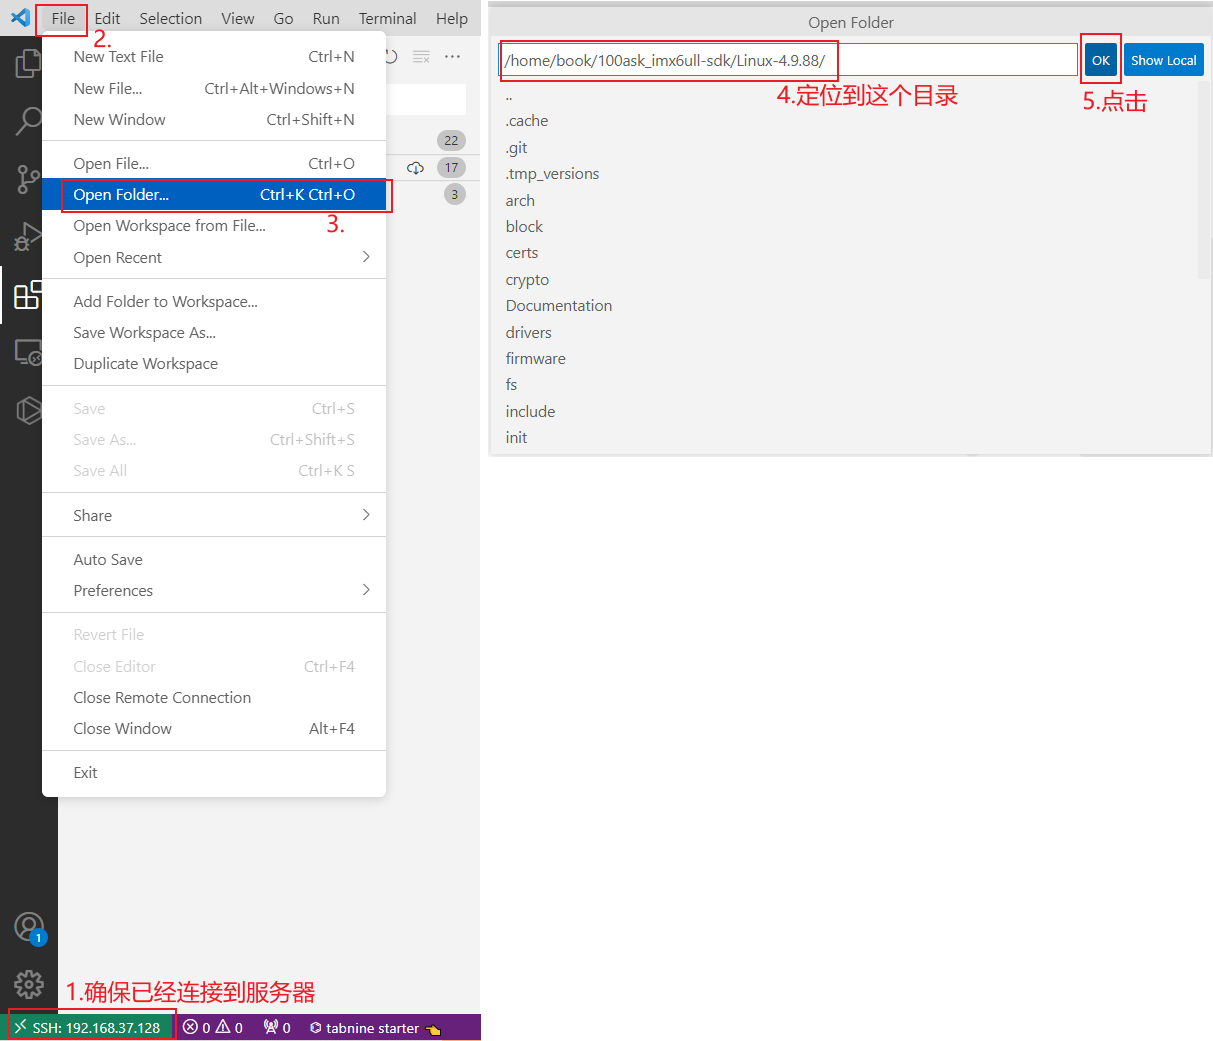 File Edit Selection View Go Run Terminal Help
2.
New Text File Ctrl+N
New File... Ctrl+Alt+Windows+N
New Window Ctrl+Shift+N
22
Open File... Ctrl+O
17
Open Folder... Ctrl+K Ctrl+O
3
3.
Open Workspace from File...
Open Recent
Add Folder to Workspace...
Save Workspace As...
Duplicate Workspace
Save Ctrl+S
Save As... Ctrl+Shift+S
Save All Ctrl+K S
Share
Auto Save
Preferences
Revert File
Close Editor Ctrl+F4
Close Remote Connection
Close Window Alt+F4
Exit
1
1.确保已经连接到服务器
SSH: 192.168.37.128 0 0 0 tabnine starter
Open Folder
/home/book/100ask_imx6ull-sdk/Linux-4.9.88/ OK Show Local
4.定位到这个目录
5.点击
..
.cache
.git
.tmp_versions
arch
block
certs
crypto
Documentation
drivers
firmware
fs
include
init